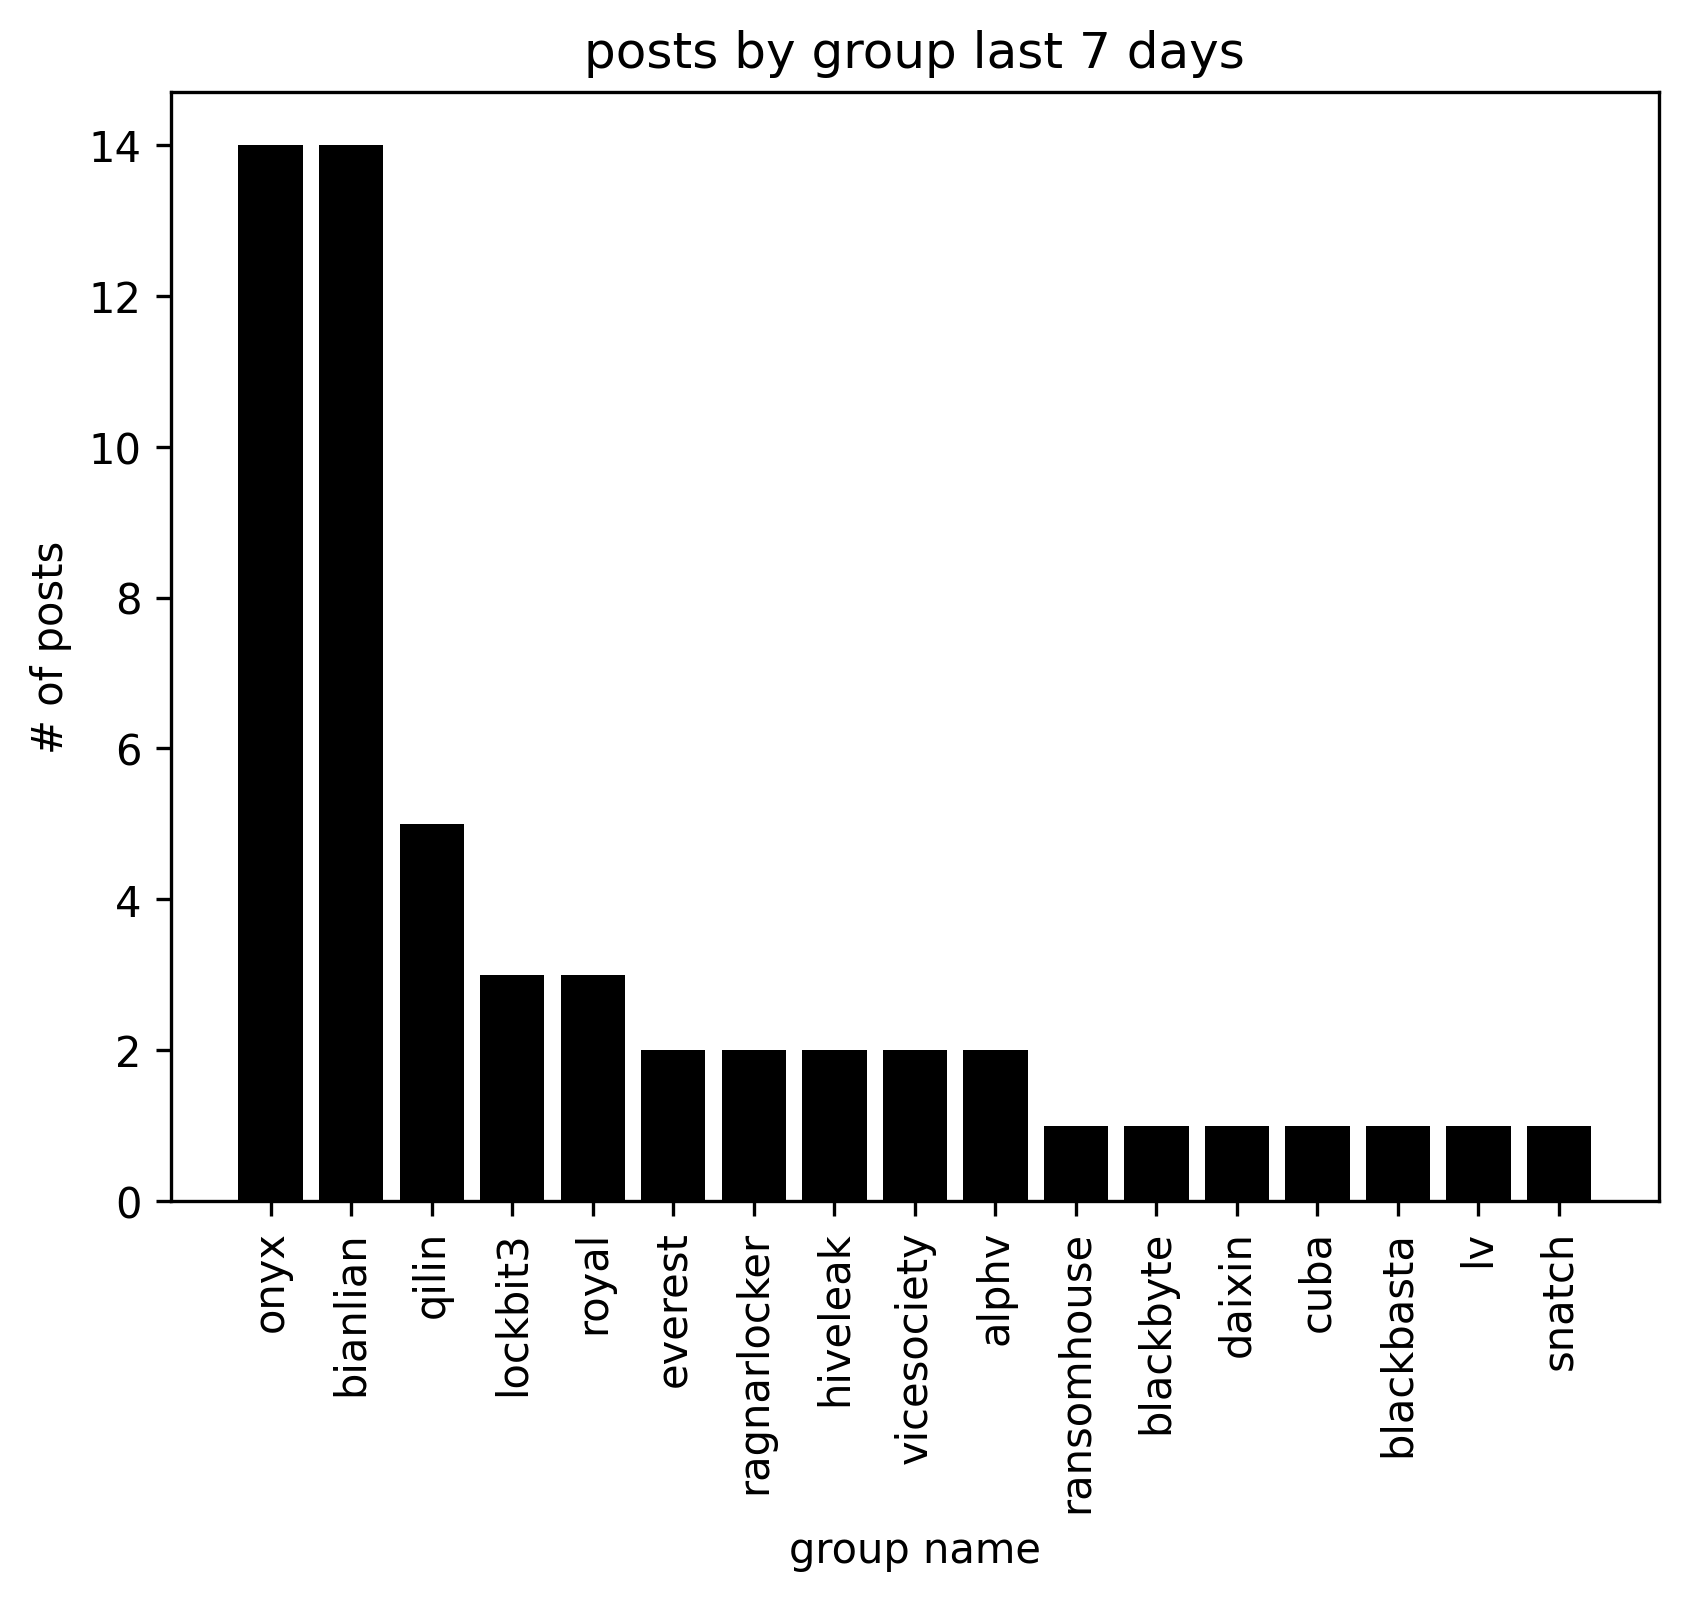 posts by group last 7 days
14
12
10
8
6
4
2
0
# of posts
onyx
bianlian
qilin
lockbit3
royal
everest
ragnarlocker
hiveleak
vicesociety
alphv
ransomhouse
blackbyte
daixin
cuba
blackbasta
lv
snatch
group name